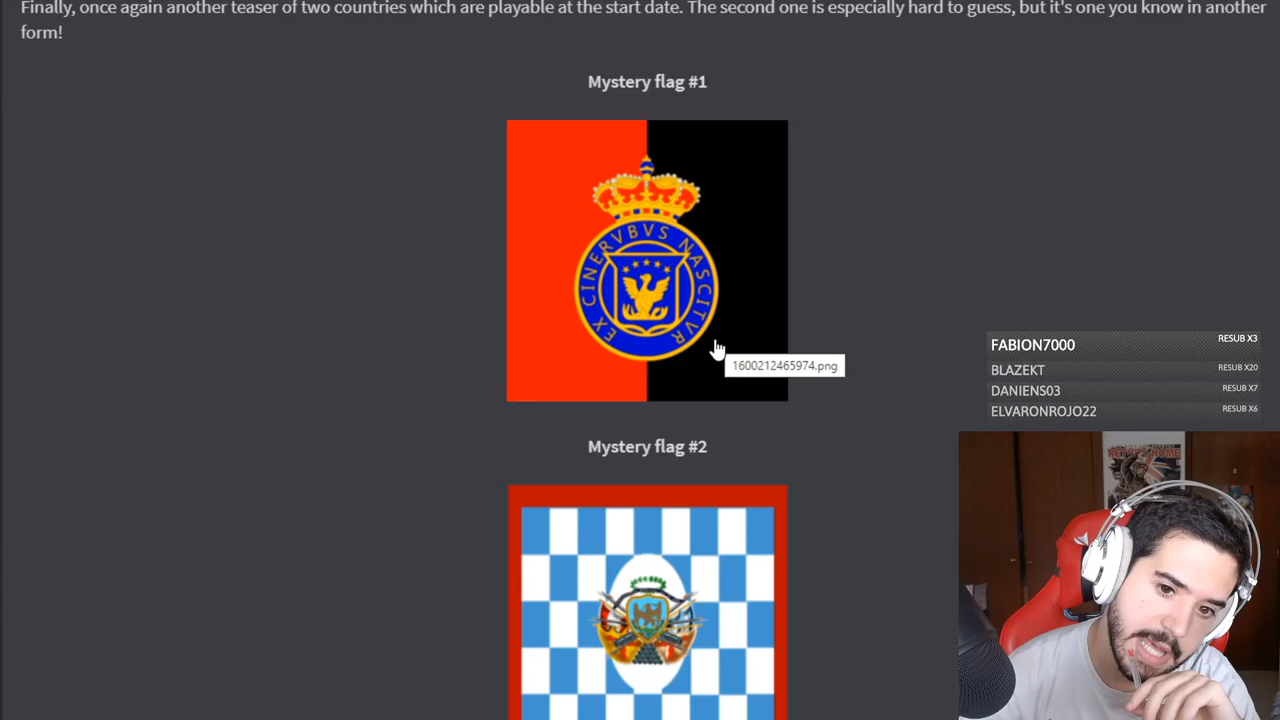 Finally, once again another teaser of two countries which are playable at the start date. The second one is especially hard to guess, but it's one you know in another
form!
Mystery flag #1
EX CINERVBVS NASCITVR
1600212465974.png
FABION7000 RESUB X3
BLAZEKT RESUB X20
DANIENS03 RESUB X7
ELVARONROJO22 RESUB X6
Mystery flag #2